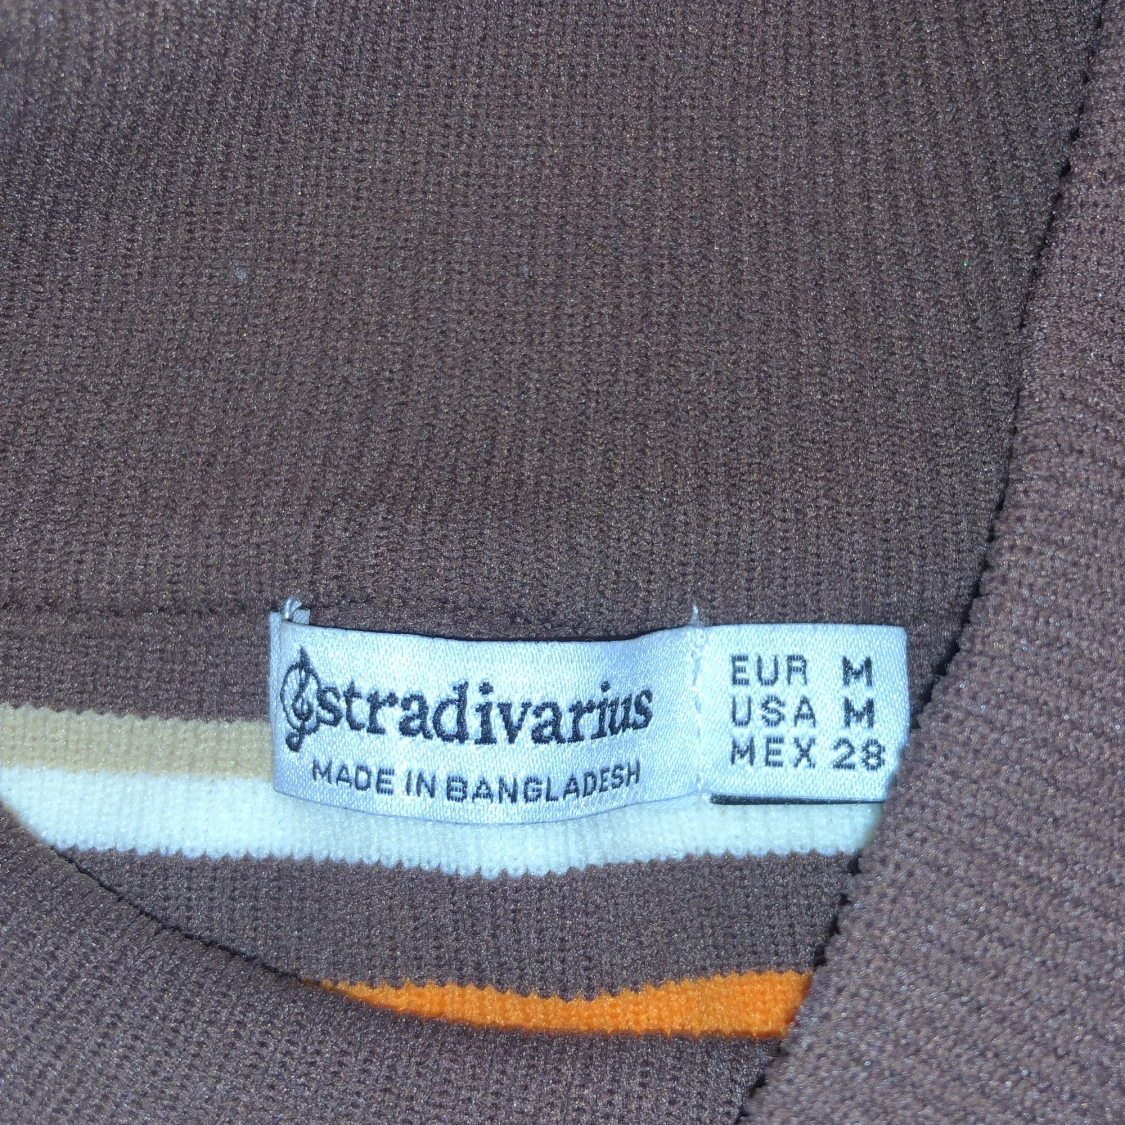 stradivarius
MADE IN BANGLADESH
EUR M
USA M
MEX 28